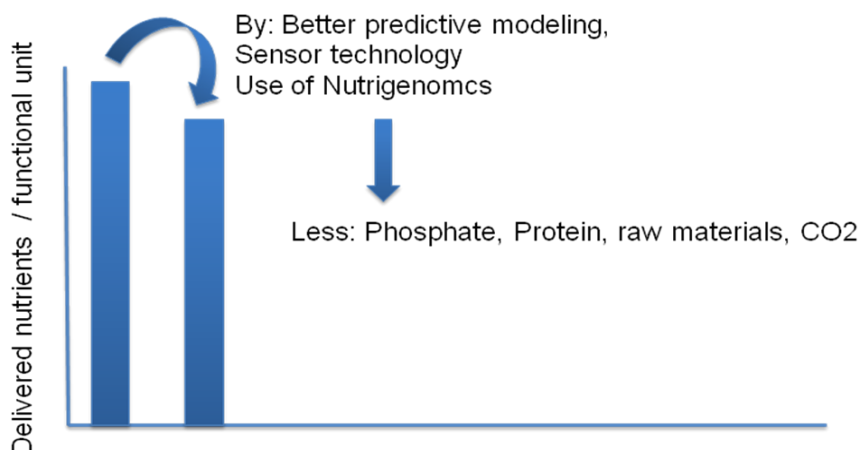 By: Better predictive modeling,
Sensor technology
Use of Nutrigenomcs
Less: Phosphate, Protein, raw materials, CO2
Delivered nutrients / functional unit